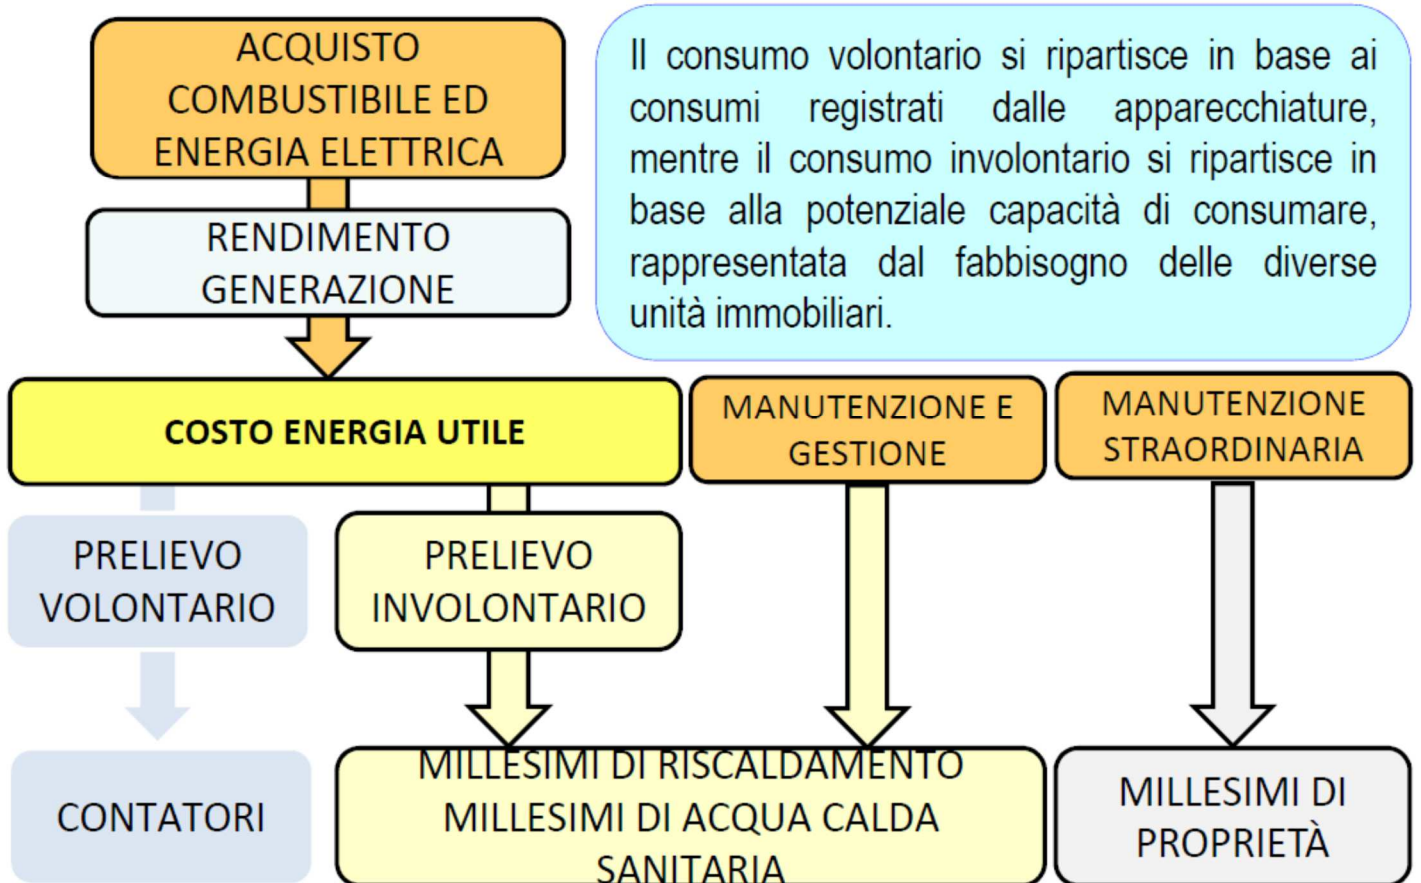 ACQUISTO
COMBUSTIBILE ED
ENERGIA ELETTRICA
Il consumo volontario si ripartisce in base ai
consumi registrati dalle apparecchiature,
mentre il consumo involontario si ripartisce in
base alla potenziale capacità di consumare,
rappresentata dal fabbisogno delle diverse
unità immobiliari.
RENDIMENTO
GENERAZIONE
COSTO ENERGIA UTILE
MANUTENZIONE E
GESTIONE
MANUTENZIONE
STRAORDINARIA
PRELIEVO
VOLONTARIO
PRELIEVO
INVOLONTARIO
CONTATORI
MILLESIMI DI RISCALDAMENTO
MILLESIMI DI ACQUA CALDA
SANITARIA
MILLESIMI DI
PROPRIETÀ